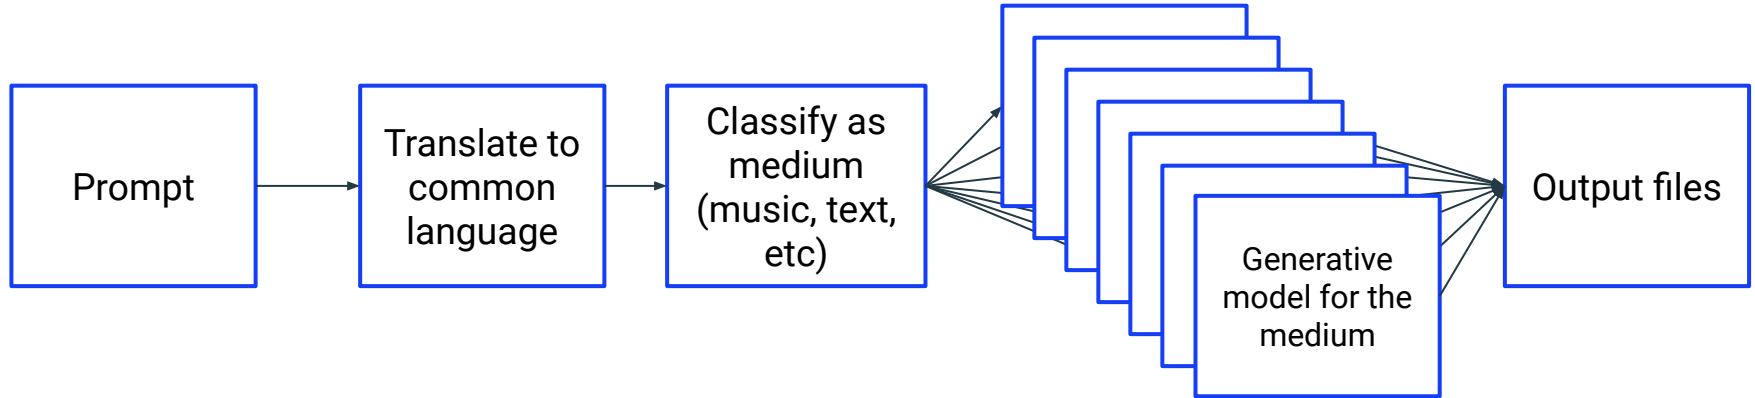 Prompt
Translate to
common
language
Classify as
medium
(music, text,
etc)
Generative
model for the
medium
Output files